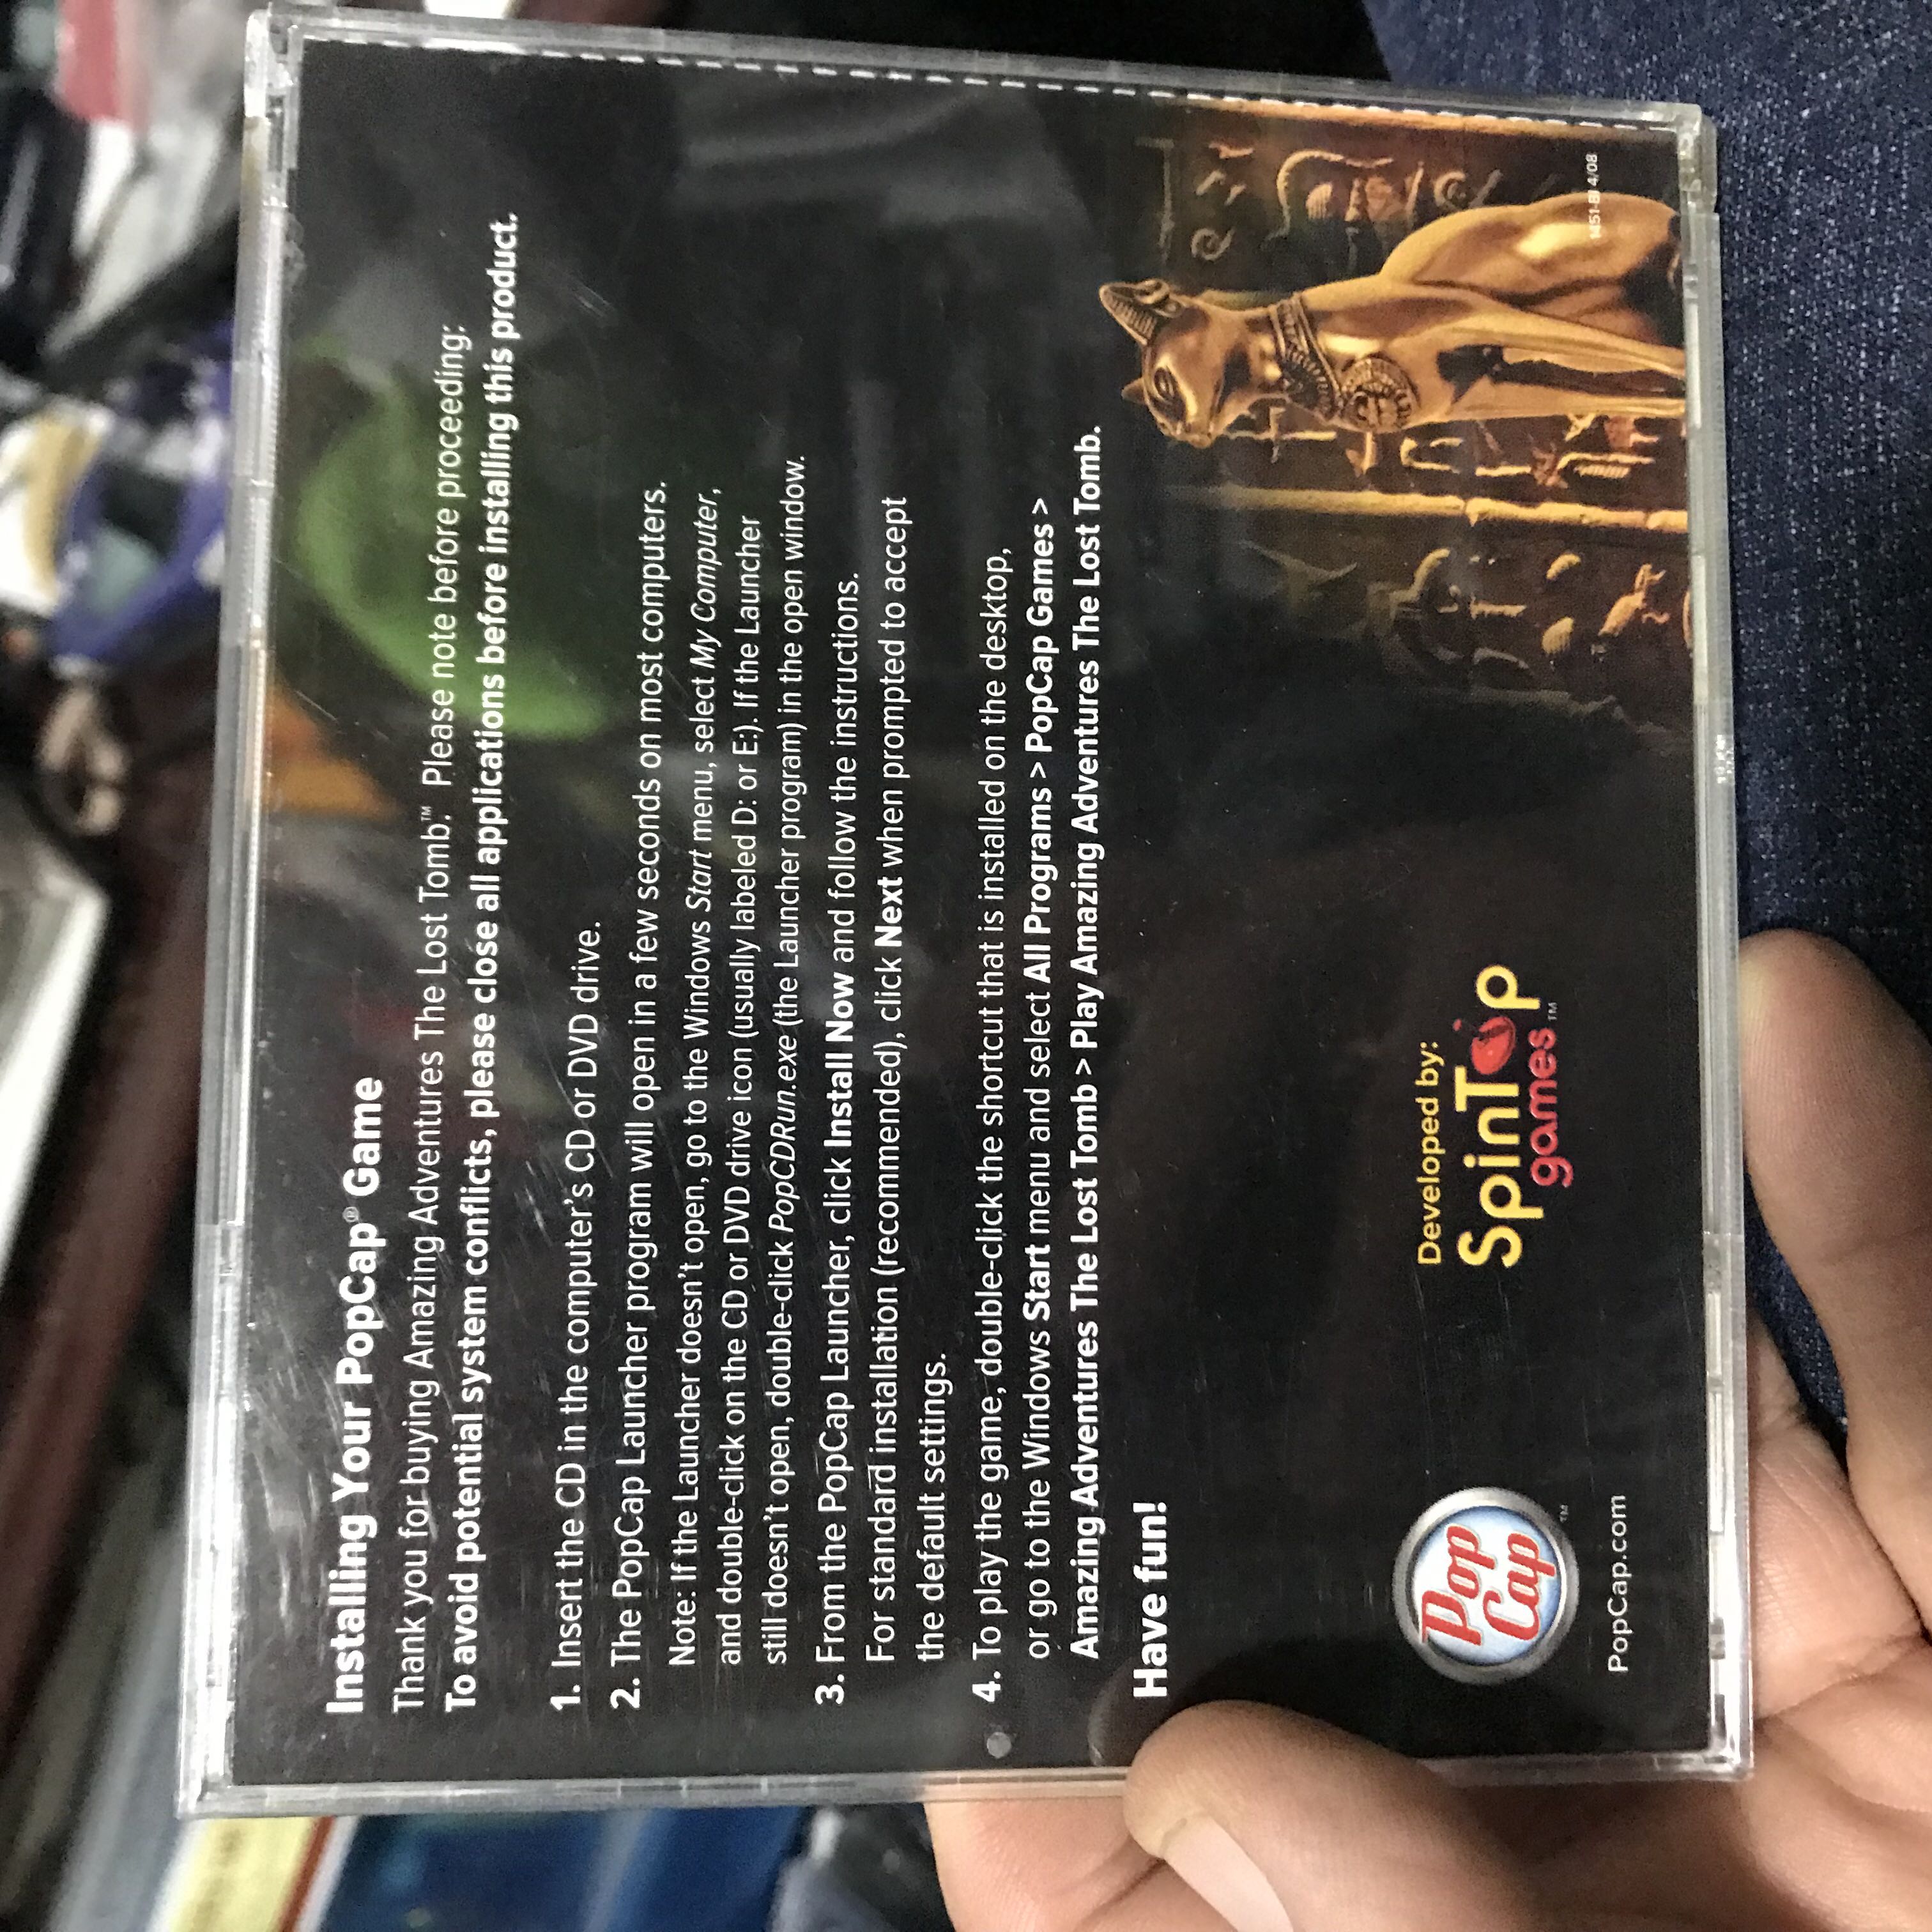 Installing Your PopCap® Game
Thank you for buying Amazing Adventures The Lost Tomb.™ Please note before proceeding:
To avoid potential system conflicts, please close all applications before installing this product.
1. Insert the CD in the computer's CD or DVD drive.
2. The PopCap Launcher program will open in a few seconds on most computers.
Note: If the Launcher doesn't open, go to the Windows Start menu, select My Computer,
and double-click on the CD or DVD drive icon (usually labeled D: or E:). If the Launcher
still doesn't open, double-click PopCDRun.exe (the Launcher program) in the open window.
3. From the PopCap Launcher, click Install Now and follow the instructions.
For standard installation (recommended), click Next when prompted to accept
the default settings.
4. To play the game, double-click the shortcut that is installed on the desktop,
or go to the Windows Start menu and select All Programs > PopCap Games >
Amazing Adventures The Lost Tomb > Play Amazing Adventures The Lost Tomb.
Have fun!
Pop
Cap
™
PopCap.com
Developed by:
SpinTop
games™
4/08